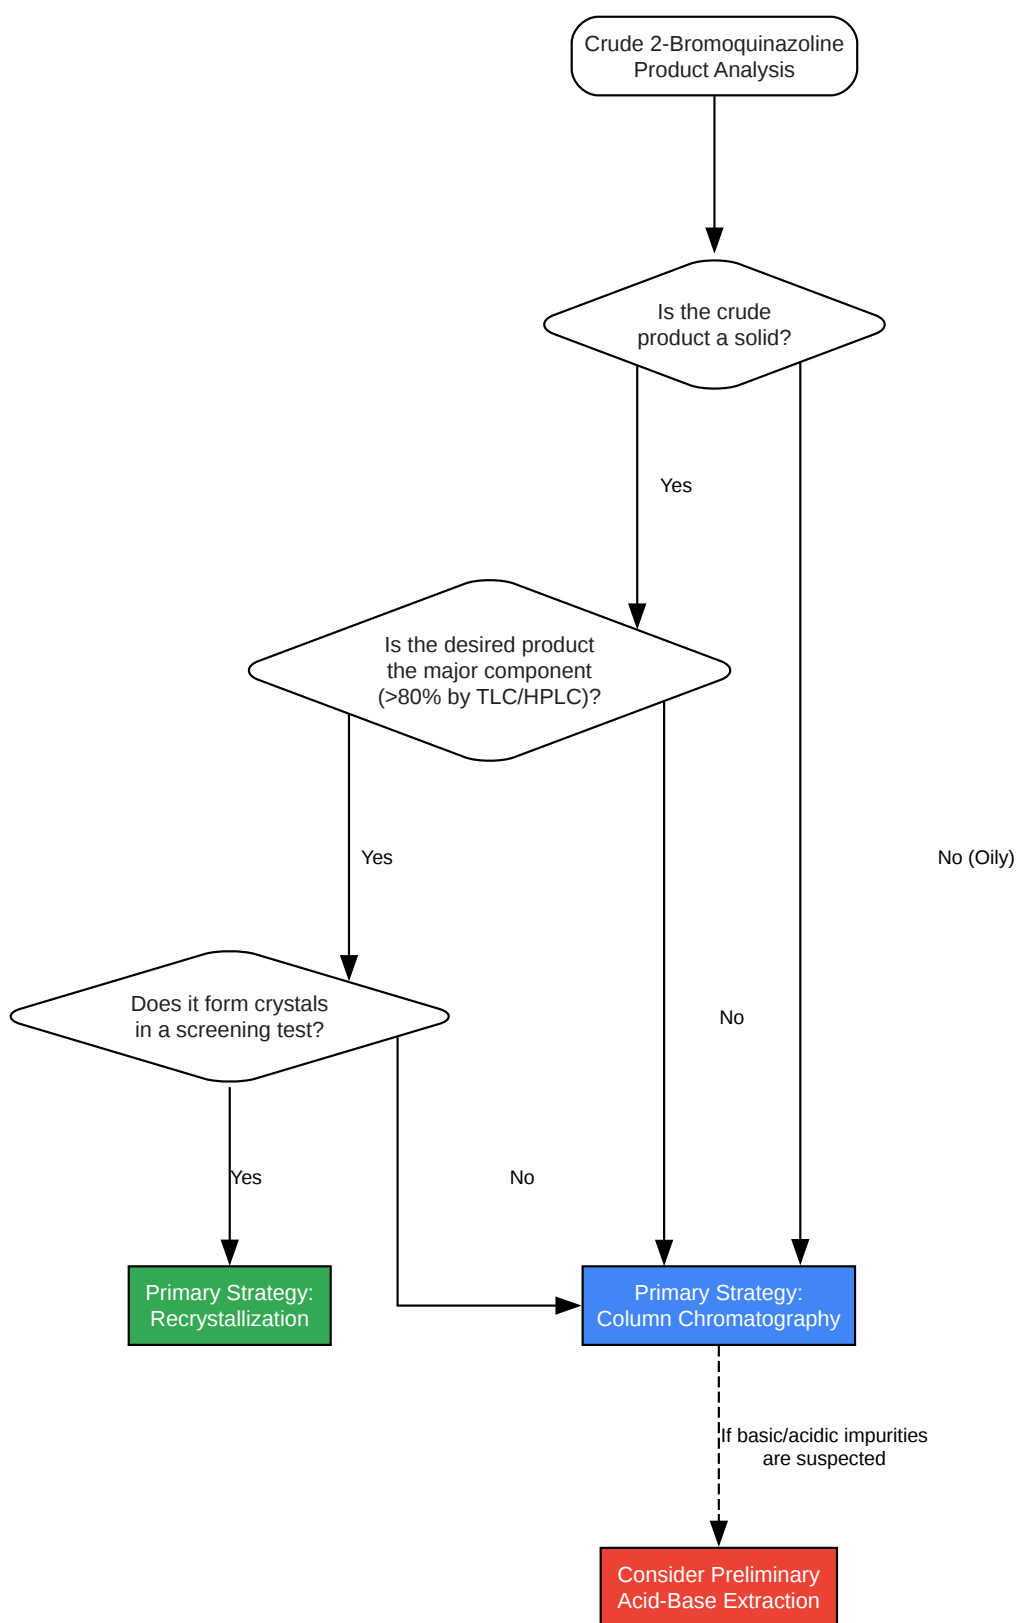 Crude 2-Bromoquinazoline
Product Analysis
Is the crude
product a solid?
Yes
Is the desired product
the major component
(>80% by TLC/HPLC)?
Yes
No (Oily)
Does it form crystals
in a screening test?
No
Yes
No
Primary Strategy:
Recrystallization
Primary Strategy:
Column Chromatography
If basic/acidic impurities
are suspected
Consider Preliminary
Acid-Base Extraction